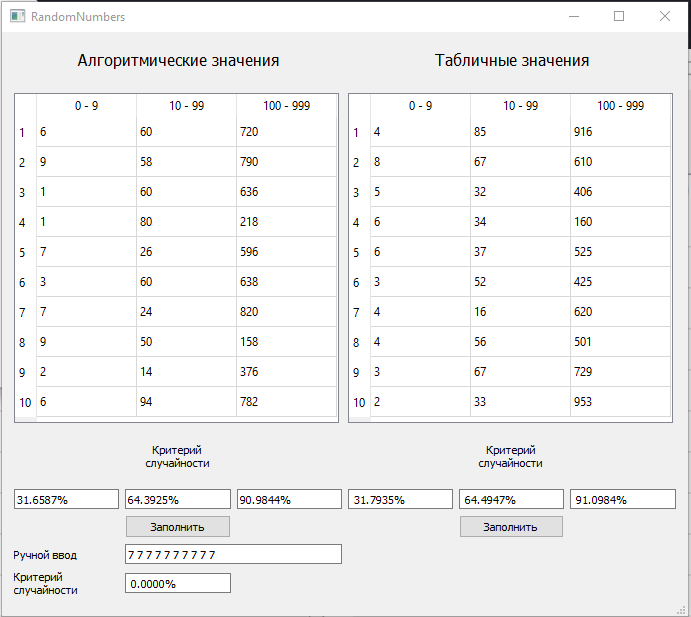 RandomNumbers
Алгоритмические значения Табличные значения
0 - 9 10 - 99 100 - 999 0 - 9 10 - 99 100 - 999
1 6 60 720 1 4 85 916
2 9 58 790 2 8 67 610
3 1 60 636 3 5 32 406
4 1 80 218 4 6 34 160
5 7 26 596 5 6 37 525
6 3 60 638 6 3 52 425
7 7 24 820 7 4 16 620
8 9 50 158 8 4 56 501
9 2 14 376 9 3 67 729
10 6 94 782 10 2 33 953
Критерий Критерий
случайности случайности
31.6587% 64.3925% 90.9844% 31.7935% 64.4947% 91.0984%
Заполнить Заполнить
Ручной ввод 7 7 7 7 7 7 7 7 7 7
Критерий
случайности 0.0000%